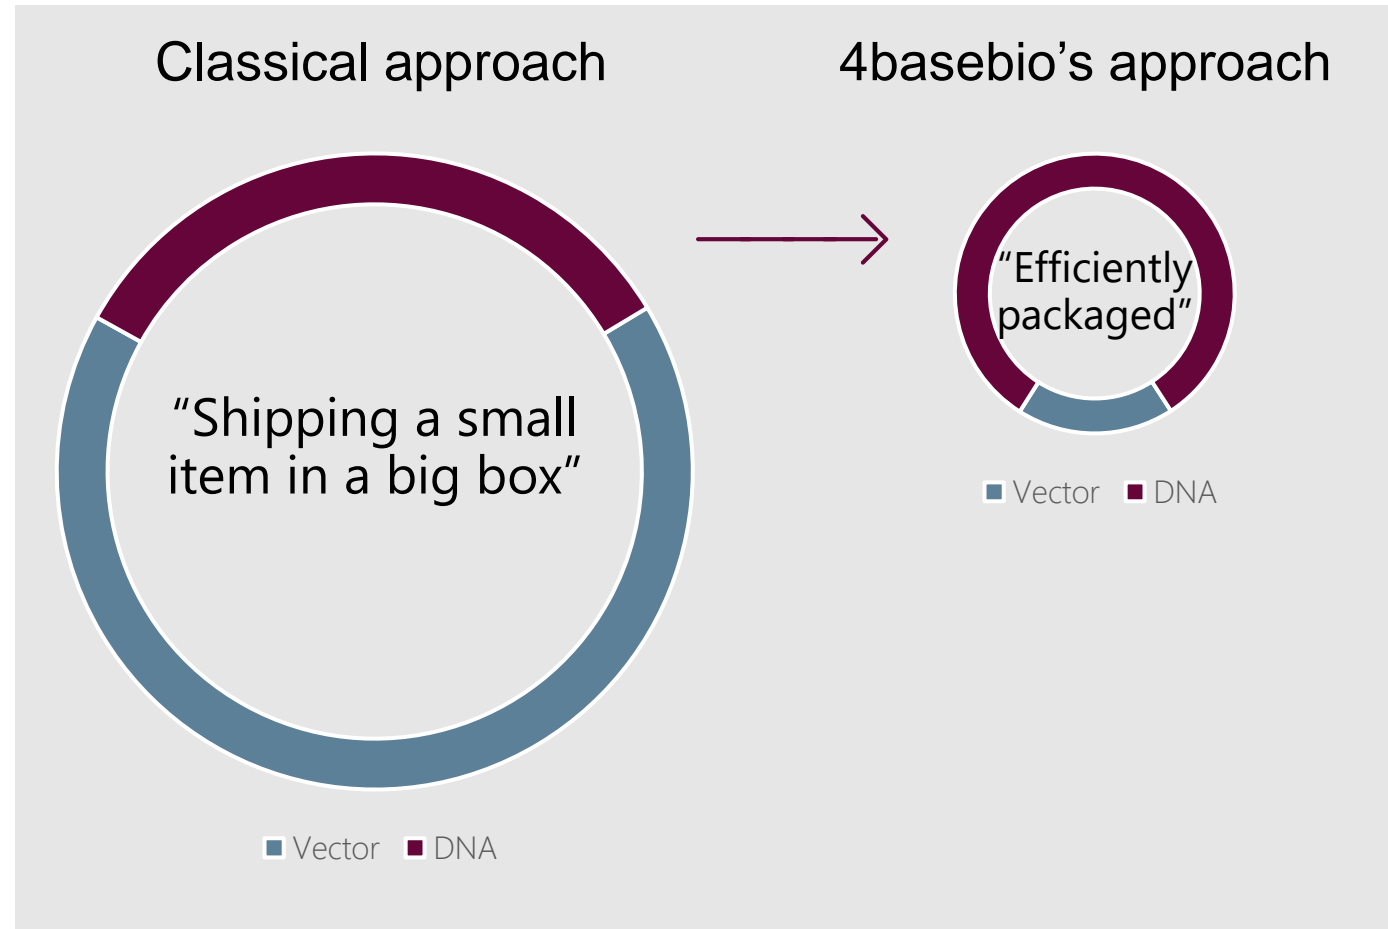 Classical approach
4basebio’s approach
“Shipping a small
item in a big box”
Vector DNA
“Efficiently
packaged”
Vector DNA